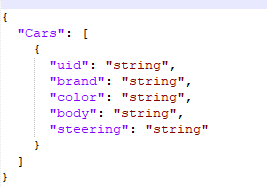 {
"Cars": [
{
"uid": "string",
"brand": "string",
"color": "string",
"body": "string",
"steering": "string"
}
]
}